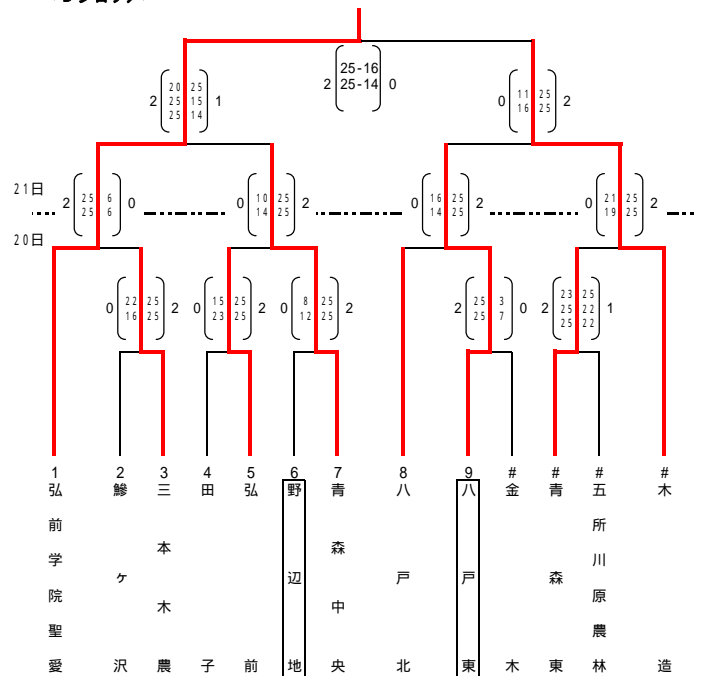 25-16
2 25-14 0
2 20 25 1
25 15
25 14
0 11 25 2
16 25
21日
2 25 6 0
25 6
0 10 25 2
14 25
0 16 25 2
14 25
0 21 25 2
19 25
20日
0 22 25 2
16 25
0 15 25 2
23 25
0 8 25 2
12 25
2 25 3 0
25 7
2 23 25 1
25 22
25 22
1 2 3 4 5 6 7 8 9 # # # #
弘前学院聖愛
鰺ヶ沢
三本木農
田子
弘前
野辺地
青森中央
八戸北
八戸東
金木
青森東
五所川原農林
木造